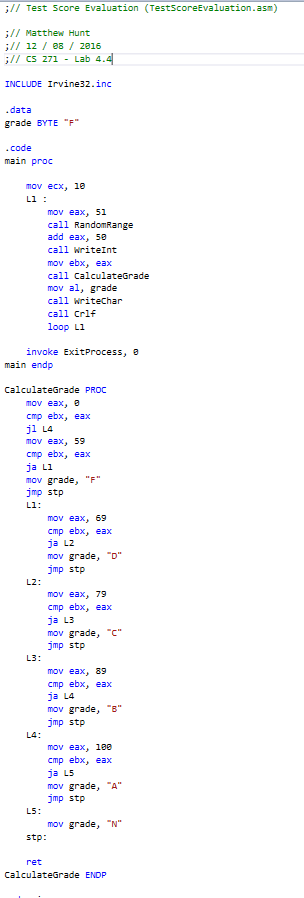 ;// Test Score Evaluation (TestScoreEvaluation.asm)
;// Matthew Hunt
;// 12 / 08 / 2016
;// CS 271 - Lab 4.4
INCLUDE Irvine32.inc
.data
grade BYTE "F"
.code
main proc
mov ecx, 10
L1 :
mov eax, 51
call RandomRange
add eax, 50
call WriteInt
mov ebx, eax
call CalculateGrade
mov al, grade
call WriteChar
call Crlf
loop L1
invoke ExitProcess, 0
main endp
CalculateGrade PROC
mov eax, 0
cmp ebx, eax
jl L4
mov eax, 59
cmp ebx, eax
ja L1
mov grade, "F"
jmp stp
L1:
mov eax, 69
cmp ebx, eax
ja L2
mov grade, "D"
jmp stp
L2:
mov eax, 79
cmp ebx, eax
ja L3
mov grade, "C"
jmp stp
L3:
mov eax, 89
cmp ebx, eax
ja L4
mov grade, "B"
jmp stp
L4:
mov eax, 100
cmp ebx, eax
ja L5
mov grade, "A"
jmp stp
L5:
mov grade, "N"
stp:
ret
CalculateGrade ENDP